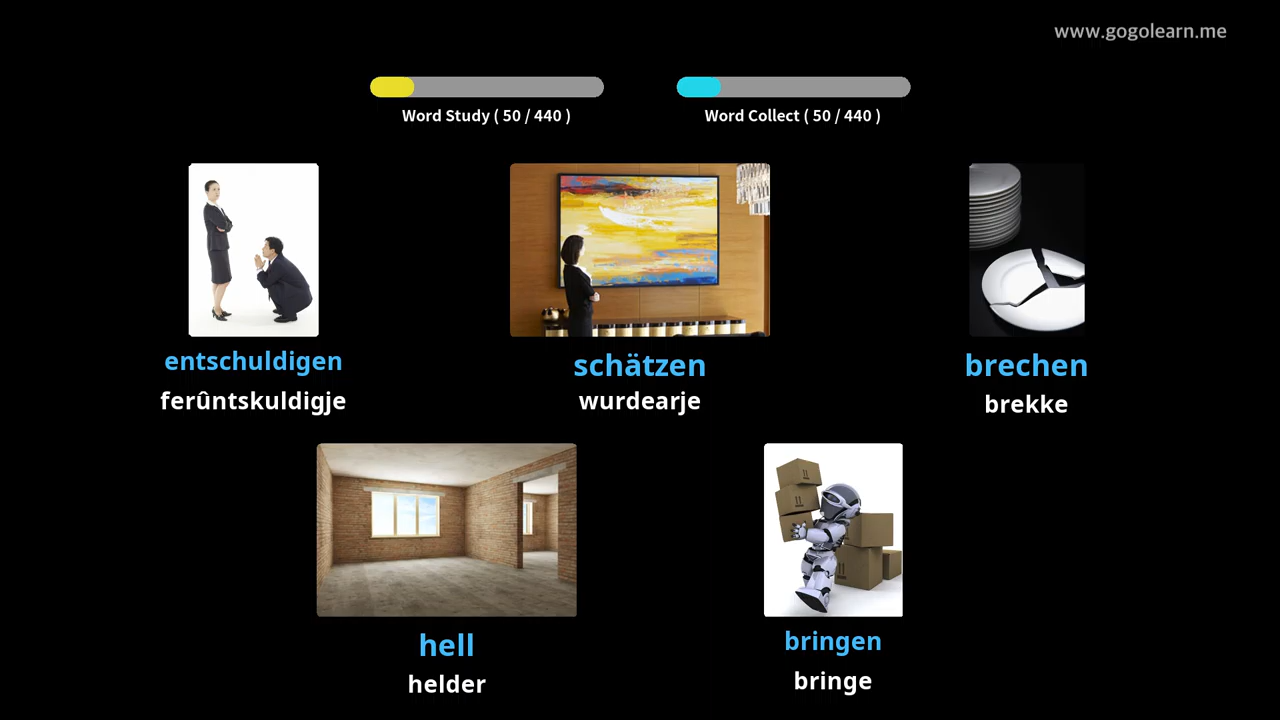 www.gogolearn.me
Word Study ( 50 / 440 )
Word Collect ( 50 / 440 )
entschuldigen
ferûntskuldigje
schätzen
wurdearje
brechen
brekke
hell
helder
bringen
bringe